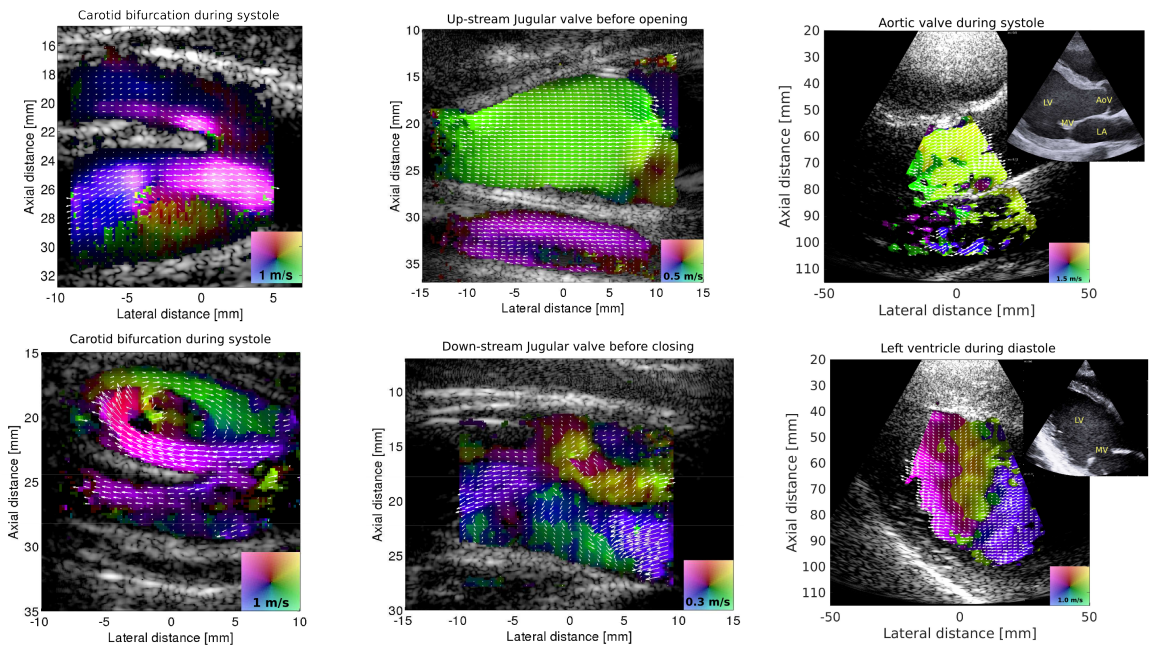 Carotid bifurcation during systole
Axial distance [mm]
16
18
20
22
24
26
28
30
32
-10
-5
0
5
1 m/s
Lateral distance [mm]
Up-stream Jugular valve before opening
Axial distance [mm]
10
15
20
25
30
35
-15
-10
-5
0
5
10
15
0.5 m/s
Lateral distance [mm]
Aortic valve during systole
Axial distance [mm]
20
30
40
50
60
70
80
90
100
110
-50
0
50
LV
AoV
MV
LA
1.5 m/s
Lateral distance [mm]
Carotid bifurcation during systole
Axial distance [mm]
15
20
25
30
35
-10
-5
0
5
10
1 m/s
Lateral distance [mm]
Down-stream Jugular valve before closing
Axial distance [mm]
10
15
20
25
30
-15
-10
-5
0
5
10
15
0.3 m/s
Lateral distance [mm]
Left ventricle during diastole
Axial distance [mm]
20
30
40
50
60
70
80
90
100
110
-50
0
50
LV
MV
1.0 m/s
Lateral distance [mm]